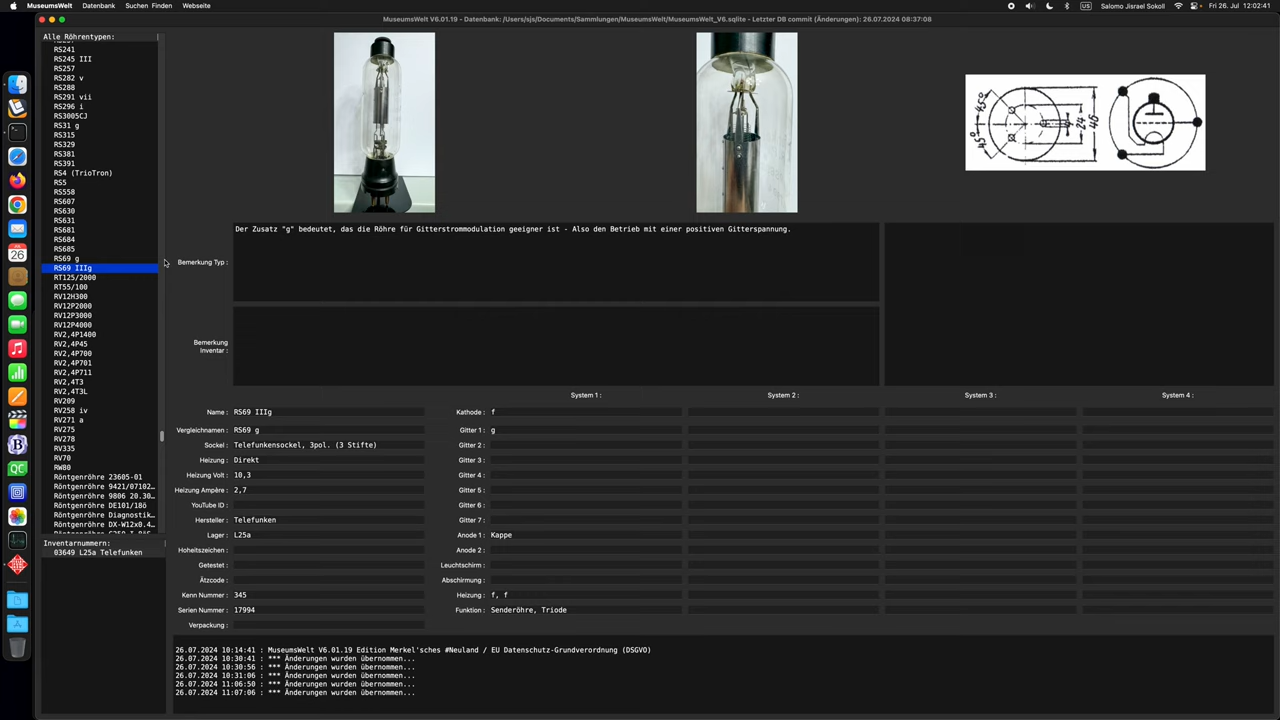 MuseumsWelt Datenbank Suchen Finden Webseite
US Salomo Jisrael Sokoll Fri 26. Jul 12:02:41
MuseumsWelt V6.01.19 - Datenbank: /Users/sjs/Documents/Sammlungen/MuseumsWelt/MuseumsWelt_V6.sqlite - Letzter DB commit (Änderungen): 26.07.2024 08:37:08
Alle Röhrentypen:
RS241
RS245 III
RS257
RS282 v
RS288
RS291 vii
RS296 i
RS3005CJ
RS31 g
RS315
RS329
RS381
RS391
RS4 (TrioTron)
RS5
RS558
RS607
RS630
RS631
RS681
RS684
RS685
RS69 g
RS69 IIIg
RT125/2000
RT55/100
RV12H300
RV12P2000
RV12P3000
RV12P4000
RV2,4P1400
RV2,4P45
RV2,4P700
RV2,4P701
RV2,4P711
RV2,4T3
RV2,4T3L
RV209
RV258 iv
RV271 a
RV275
RV278
RV335
RV70
RW80
Röntgenröhre 23605-01
Röntgenröhre 9421/07102…
Röntgenröhre 9806 20.30…
Röntgenröhre DE101/18ö
Röntgenröhre Diagnostik…
Röntgenröhre DX-W12x0.4…
Inventarnummern:
03649 L25a Telefunken
45°
45°
24
46
Bemerkung Typ :
Der Zusatz "g" bedeutet, das die Röhre für Gitterstrommodulation geeigner ist - Also den Betrieb mit einer positiven Gitterspannung.
Bemerkung
Inventar :
System 1 : System 2 : System 3 : System 4 :
Name : RS69 IIIg Kathode : f
Vergleichnamen : RS69 g Gitter 1 : g
Sockel : Telefunkensockel, 3pol. (3 Stifte) Gitter 2 :
Heizung : Direkt Gitter 3 :
Heizung Volt : 10,3 Gitter 4 :
Heizung Ampère : 2,7 Gitter 5 :
YouTube ID : Gitter 6 :
Hersteller : Telefunken Gitter 7 :
Lager : L25a Anode 1 : Kappe
Hoheitszeichen : Anode 2 :
Getestet : Leuchtschirm :
Ätzcode : Abschirmung :
Kenn Nummer : 345 Heizung : f, f
Serien Nummer : 17994 Funktion : Senderöhre, Triode
Verpackung :
26.07.2024 10:14:41 : MuseumsWelt V6.01.19 Edition Merkel'sches #Neuland / EU Datenschutz-Grundverordnung (DSGVO)
26.07.2024 10:30:41 : *** Änderungen wurden übernommen...
26.07.2024 10:30:56 : *** Änderungen wurden übernommen...
26.07.2024 10:31:06 : *** Änderungen wurden übernommen...
26.07.2024 11:06:50 : *** Änderungen wurden übernommen...
26.07.2024 11:07:06 : *** Änderungen wurden übernommen...